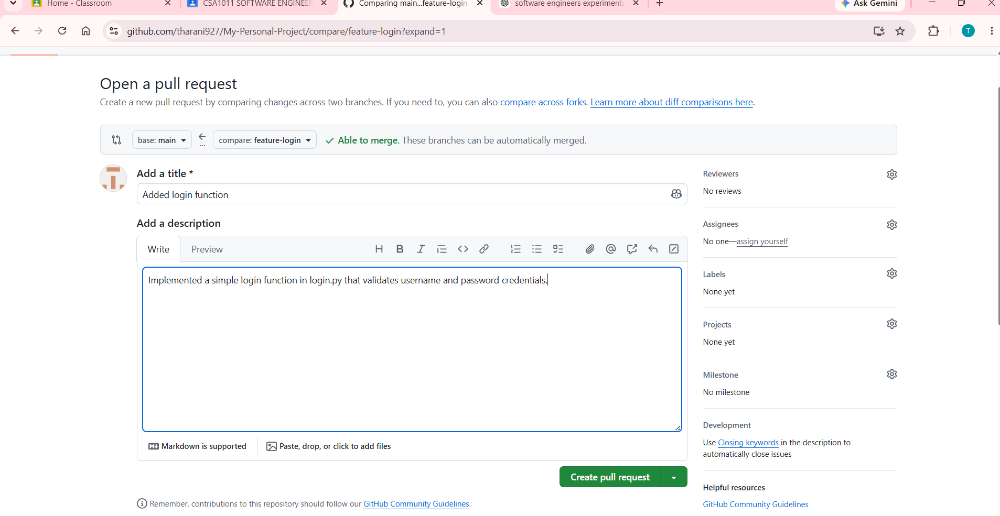 Home - Classroom
CSA1011 SOFTWARE ENGINEER
Comparing main...feature-login
software engineers experiments
Ask Gemini
github.com/tharani927/My-Personal-Project/compare/feature-login?expand=1
T
Open a pull request
Create a new pull request by comparing changes across two branches. If you need to, you can also compare across forks. Learn more about diff comparisons here.
base: main
compare: feature-login
Able to merge. These branches can be automatically merged.
Add a title *
Added login function
Add a description
Write
Preview
Implemented a simple login function in login.py that validates username and password credentials.
Markdown is supported
Paste, drop, or click to add files
Create pull request
Remember, contributions to this repository should follow our GitHub Community Guidelines.
Reviewers
No reviews
Assignees
No one—assign yourself
Labels
None yet
Projects
None yet
Milestone
No milestone
Development
Use Closing keywords in the description to
automatically close issues
Helpful resources
GitHub Community Guidelines